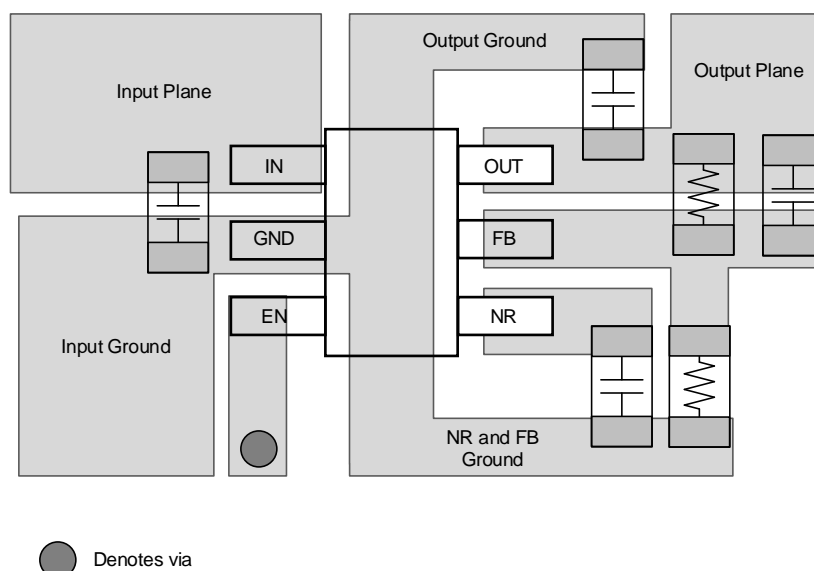 Output Ground
Output Plane
Input Plane
IN
OUT
GND
FB
EN
NR
Input Ground
NR and FB
Ground
Denotes via